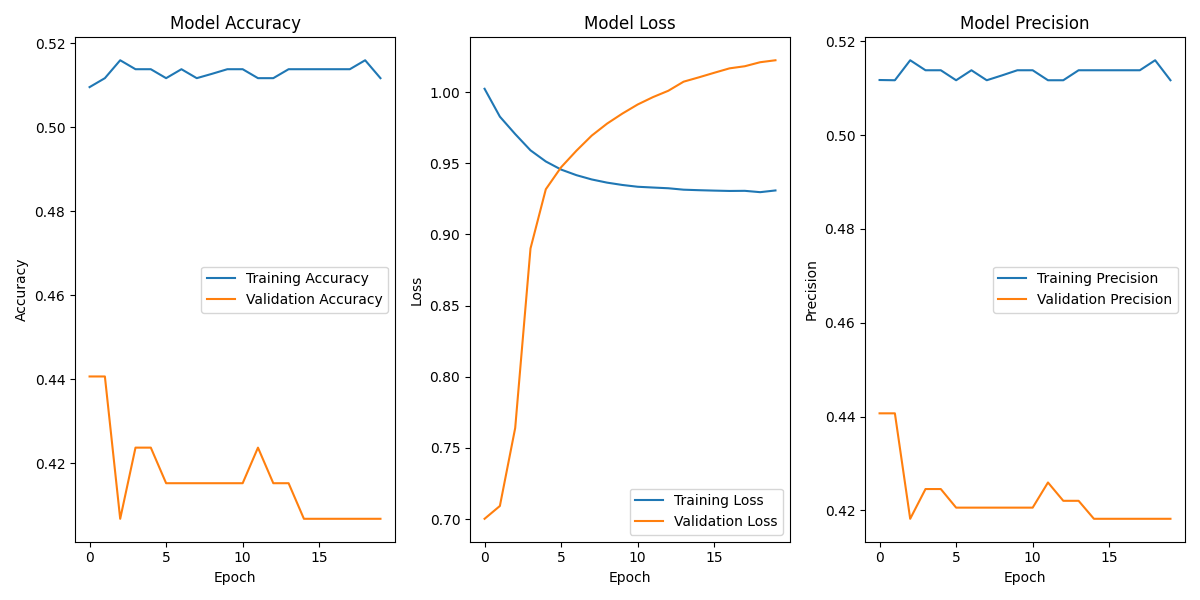 Model Accuracy
0.52
0.50
0.48
0.46
0.44
0.42
Accuracy
Training Accuracy
Validation Accuracy
0
5
10
15
Epoch
Model Loss
1.00
0.95
0.90
0.85
0.80
0.75
0.70
Loss
Training Loss
Validation Loss
0
5
10
15
Epoch
Model Precision
0.52
0.50
0.48
0.46
0.44
0.42
Precision
Training Precision
Validation Precision
0
5
10
15
Epoch